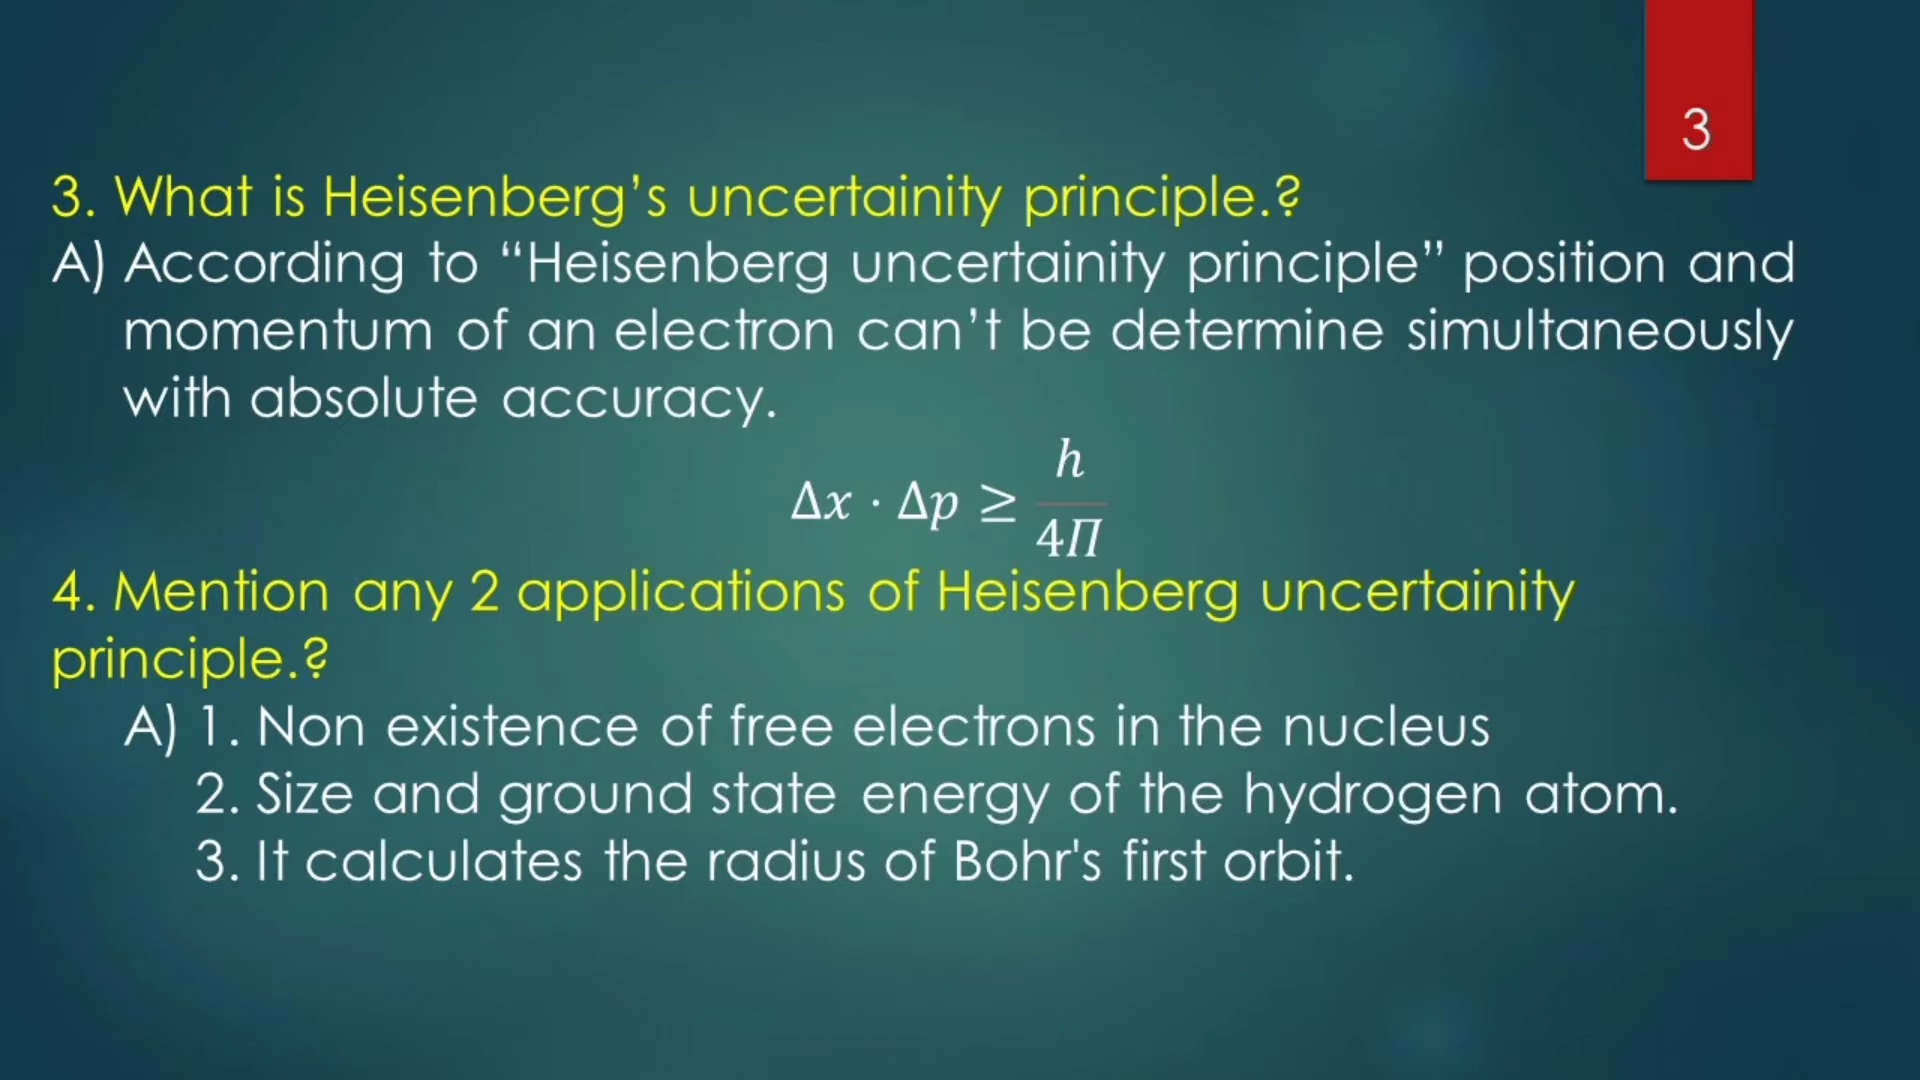 3
3. What is Heisenberg’s uncertainity principle.?
A) According to “Heisenberg uncertainity principle” position and
momentum of an electron can’t be determine simultaneously
with absolute accuracy.
Δx · Δp ≥ h/4Π
4. Mention any 2 applications of Heisenberg uncertainity
principle.?
A) 1. Non existence of free electrons in the nucleus
2. Size and ground state energy of the hydrogen atom.
3. It calculates the radius of Bohr's first orbit.